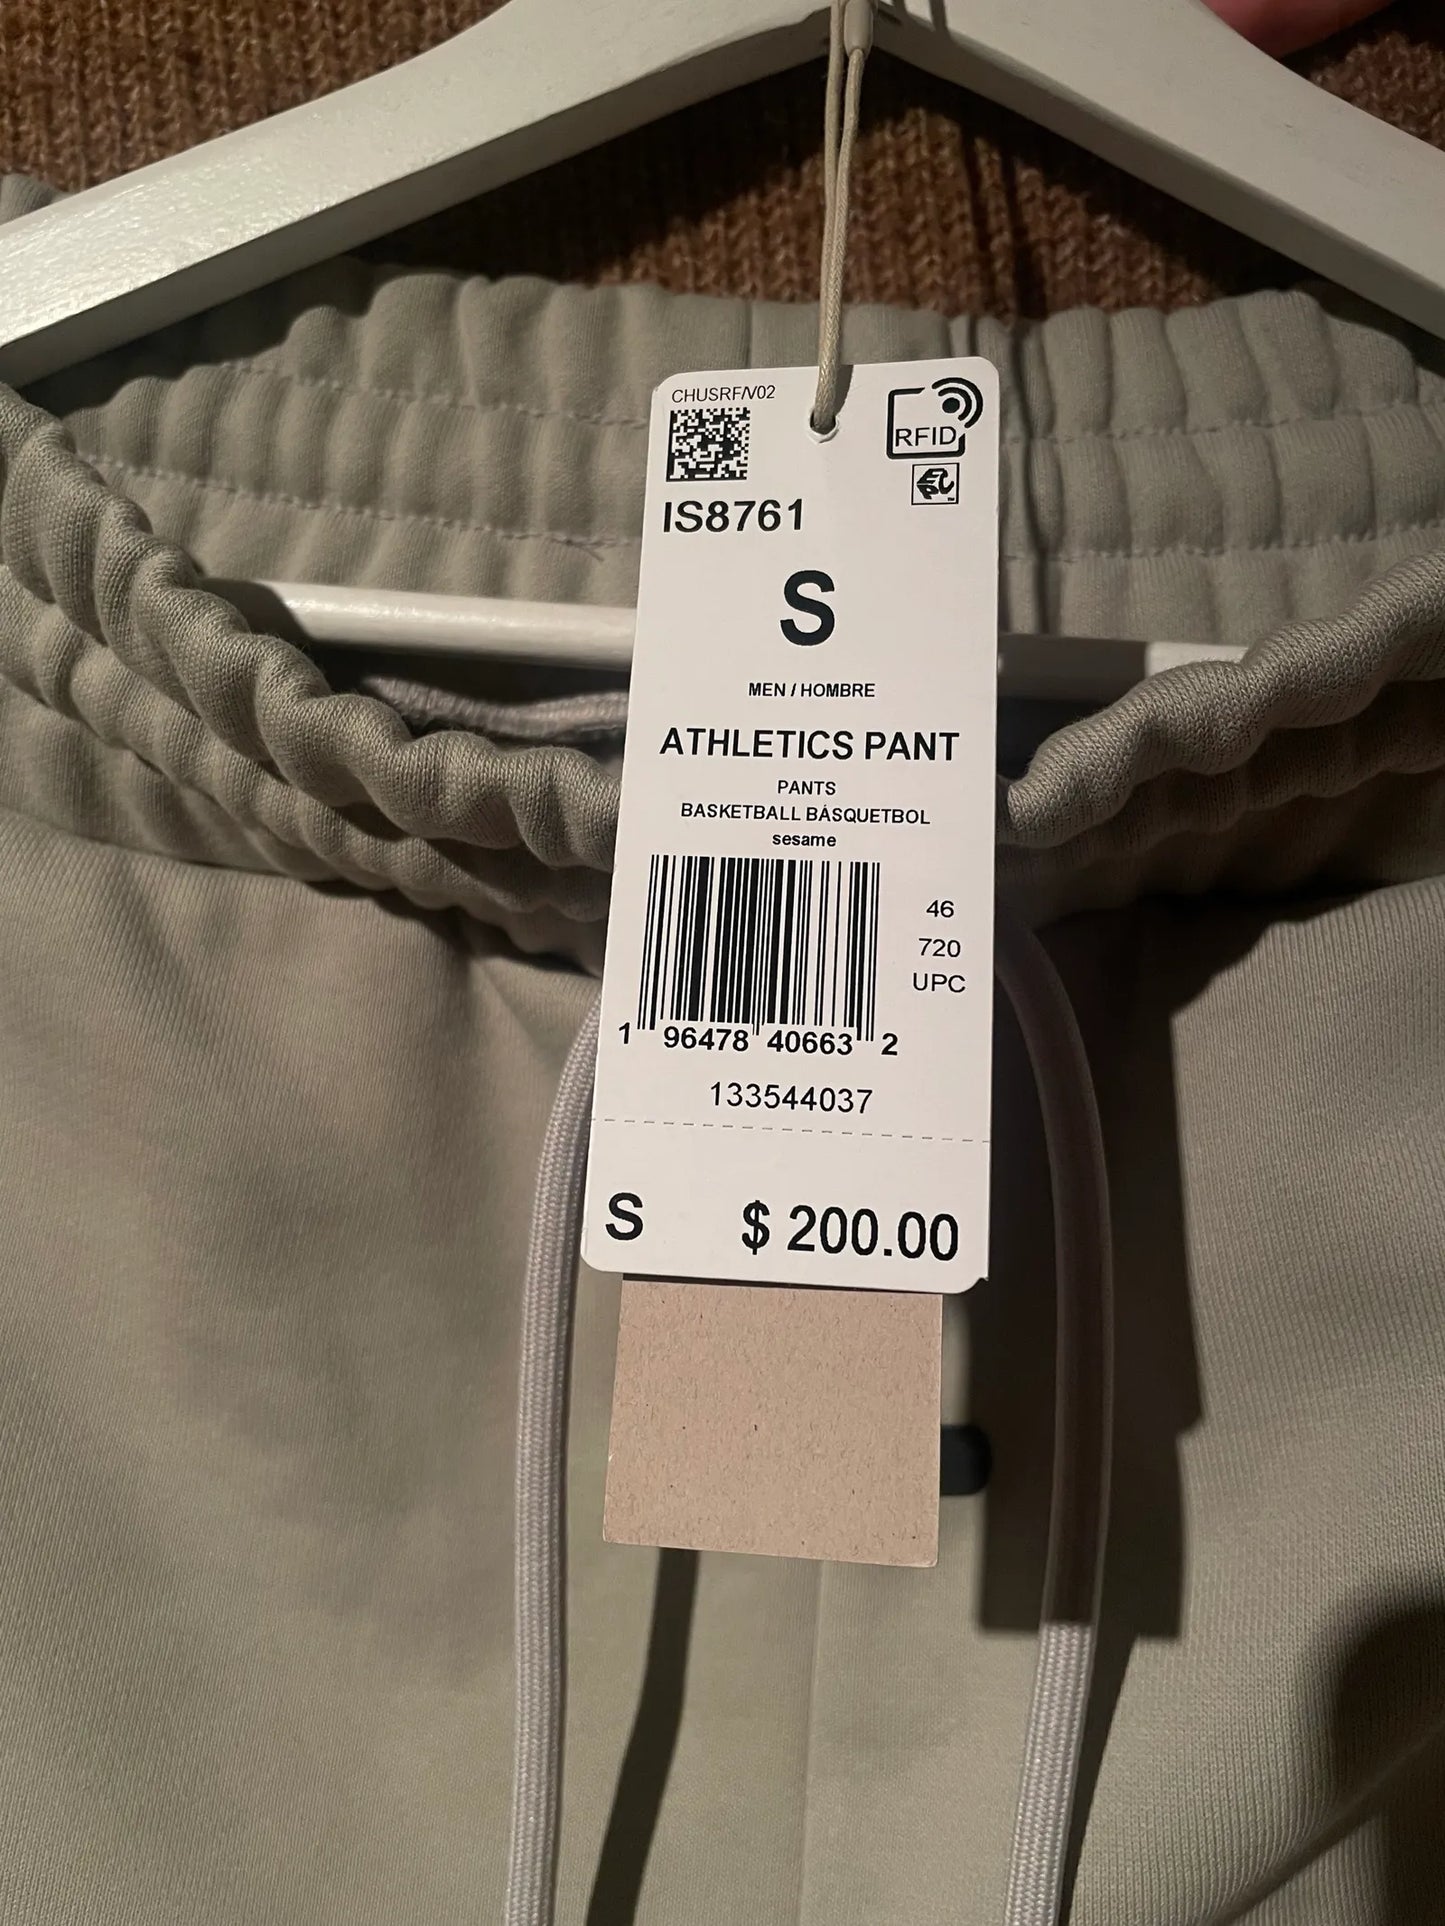 CHUSRF/V02
RFID
EPC
IS8761
S
MEN / HOMBRE
ATHLETICS PANT
PANTS
BASKETBALL BÁSQUETBOL
sesame
46
720
UPC
1 96478 40663 2
133544037
S $ 200.00